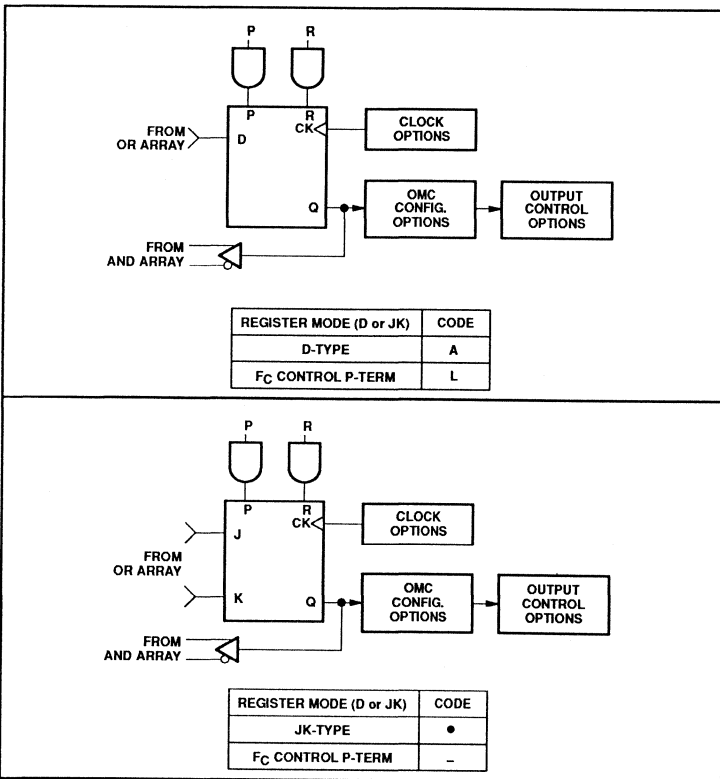 P R
P R
CK
D
Q
FROM
OR ARRAY
CLOCK
OPTIONS
OMC
CONFIG.
OPTIONS
OUTPUT
CONTROL
OPTIONS
FROM
AND ARRAY
REGISTER MODE (D or JK) CODE
D-TYPE A
FC CONTROL P-TERM L
P R
P R
CK
J
K Q
FROM
OR ARRAY
CLOCK
OPTIONS
OMC
CONFIG.
OPTIONS
OUTPUT
CONTROL
OPTIONS
FROM
AND ARRAY
REGISTER MODE (D or JK) CODE
JK-TYPE ●
FC CONTROL P-TERM –